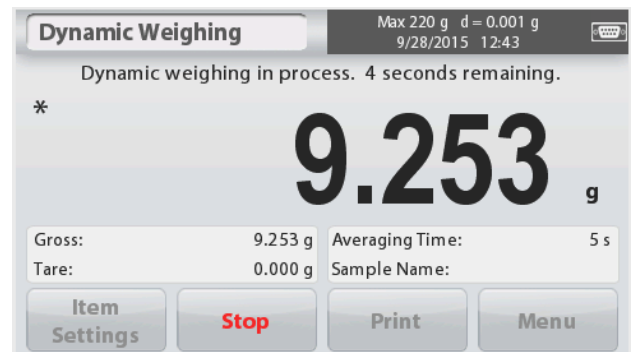 Dynamic Weighing
Max 220 g d = 0.001 g
9/28/2015 12:43
Dynamic weighing in process. 4 seconds remaining.
*
9.253 g
Gross: 9.253 g
Tare: 0.000 g
Averaging Time: 5 s
Sample Name:
Item
Settings
Stop
Print
Menu